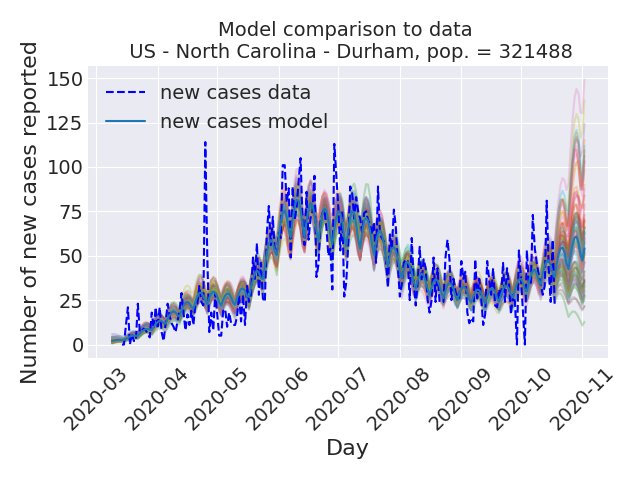 Model comparison to data
US - North Carolina - Durham, pop. = 321488
Number of new cases reported
150
125
100
75
50
25
0
new cases data
new cases model
2020-03
2020-04
2020-05
2020-06
2020-07
2020-08
2020-09
2020-10
2020-11
Day